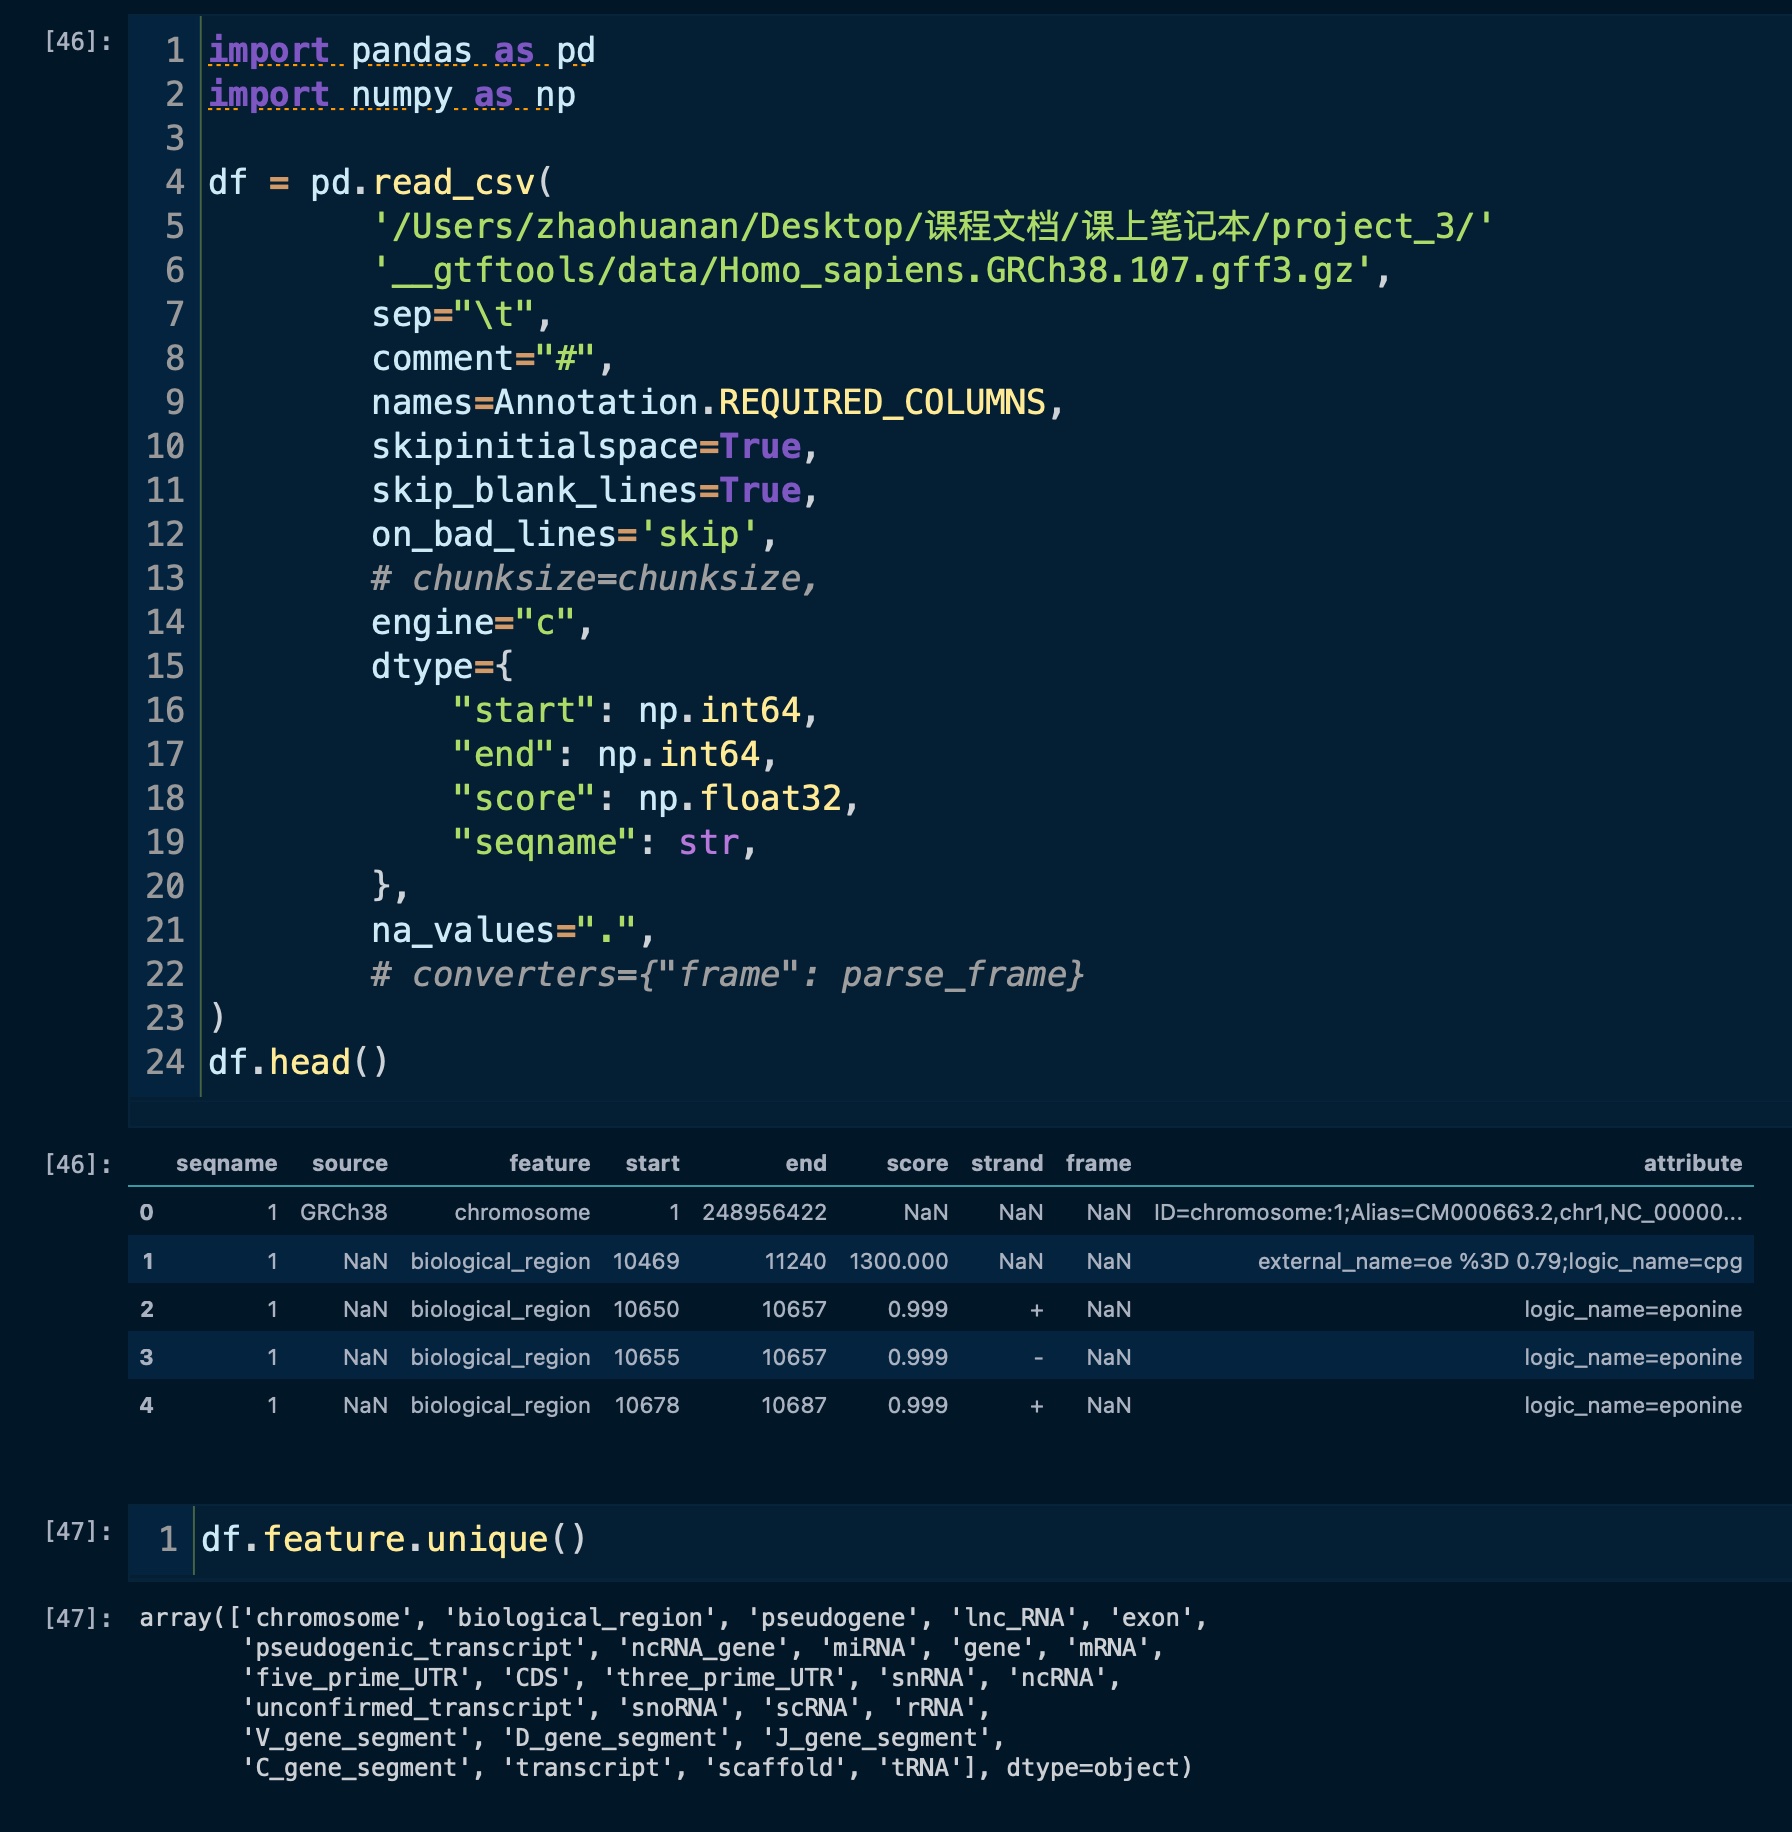 [46]:
1 import pandas as pd
2 import numpy as np
3
4 df = pd.read_csv(
5         '/Users/zhaohuanan/Desktop/课程文档/课上笔记本/project_3/'
6         '__gtftools/data/Homo_sapiens.GRCh38.107.gff3.gz',
7         sep="\t",
8         comment="#",
9         names=Annotation.REQUIRED_COLUMNS,
10         skipinitialspace=True,
11         skip_blank_lines=True,
12         on_bad_lines='skip',
13         # chunksize=chunksize,
14         engine="c",
15         dtype={
16             "start": np.int64,
17             "end": np.int64,
18             "score": np.float32,
19             "seqname": str,
20         },
21         na_values=".",
22         # converters={"frame": parse_frame}
23 )
24 df.head()
[46]:
seqname source feature start end score strand frame attribute
0 1 GRCh38 chromosome 1 248956422 NaN NaN NaN ID=chromosome:1;Alias=CM000663.2,chr1,NC_00000...
1 1 NaN biological_region 10469 11240 1300.000 NaN NaN external_name=oe %3D 0.79;logic_name=cpg
2 1 NaN biological_region 10650 10657 0.999 + NaN logic_name=eponine
3 1 NaN biological_region 10655 10657 0.999 - NaN logic_name=eponine
4 1 NaN biological_region 10678 10687 0.999 + NaN logic_name=eponine
[47]:
1 df.feature.unique()
[47]:
array(['chromosome', 'biological_region', 'pseudogene', 'lnc_RNA', 'exon',
'pseudogenic_transcript', 'ncRNA_gene', 'miRNA', 'gene', 'mRNA',
'five_prime_UTR', 'CDS', 'three_prime_UTR', 'snRNA', 'ncRNA',
'unconfirmed_transcript', 'snoRNA', 'scRNA', 'rRNA',
'V_gene_segment', 'D_gene_segment', 'J_gene_segment',
'C_gene_segment', 'transcript', 'scaffold', 'tRNA'], dtype=object)